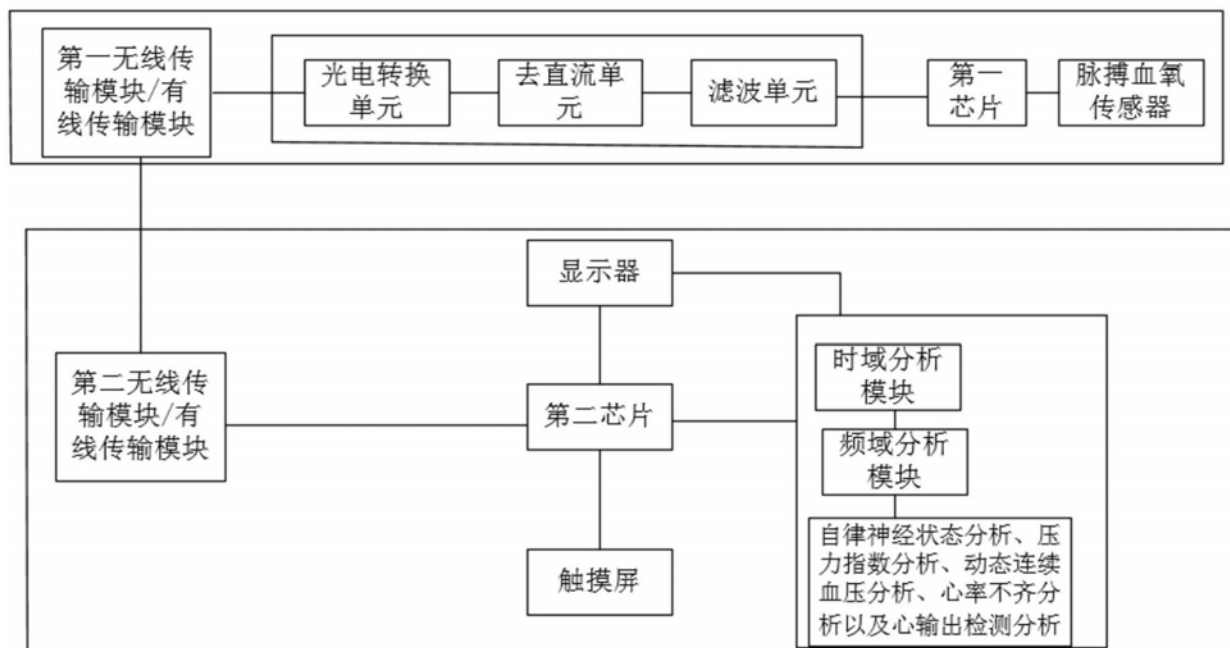 第一无线传
输模块/有
线传输模块
光电转换
单元
去直流单
元
滤波单元
第一
芯片
脉搏血氧
传感器
显示器
第二无线传
输模块/有
线传输模块
第二芯片
触摸屏
时域分析
模块
频域分析
模块
自律神经状态分析、压
力指数分析、动态连续
血压分析、心率不齐分
析以及心输出检测分析